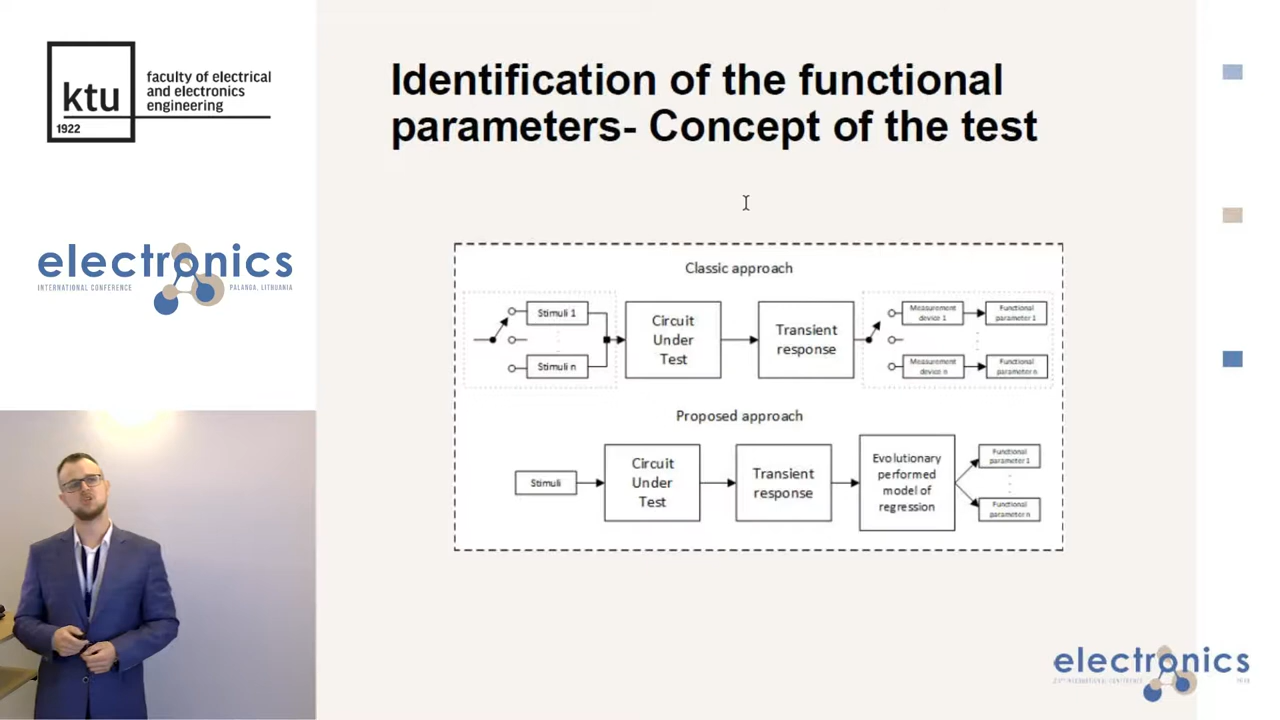 ktu
1922
faculty of electrical
and electronics
engineering
electronics
INTERNATIONAL CONFERENCE
PALANGA, LITHUANIA
Identification of the functional
parameters- Concept of the test
Classic approach
Stimuli 1
Stimuli n
Circuit
Under
Test
Transient
response
Measurement
device 1
Functional
parameter 1
Measurement
device n
Functional
parameter n
Proposed approach
Stimuli
Circuit
Under
Test
Transient
response
Evolutionary
performed
model of
regression
Functional
parameter 1
Functional
parameter n
electronics
INTERNATIONAL CONFERENCE